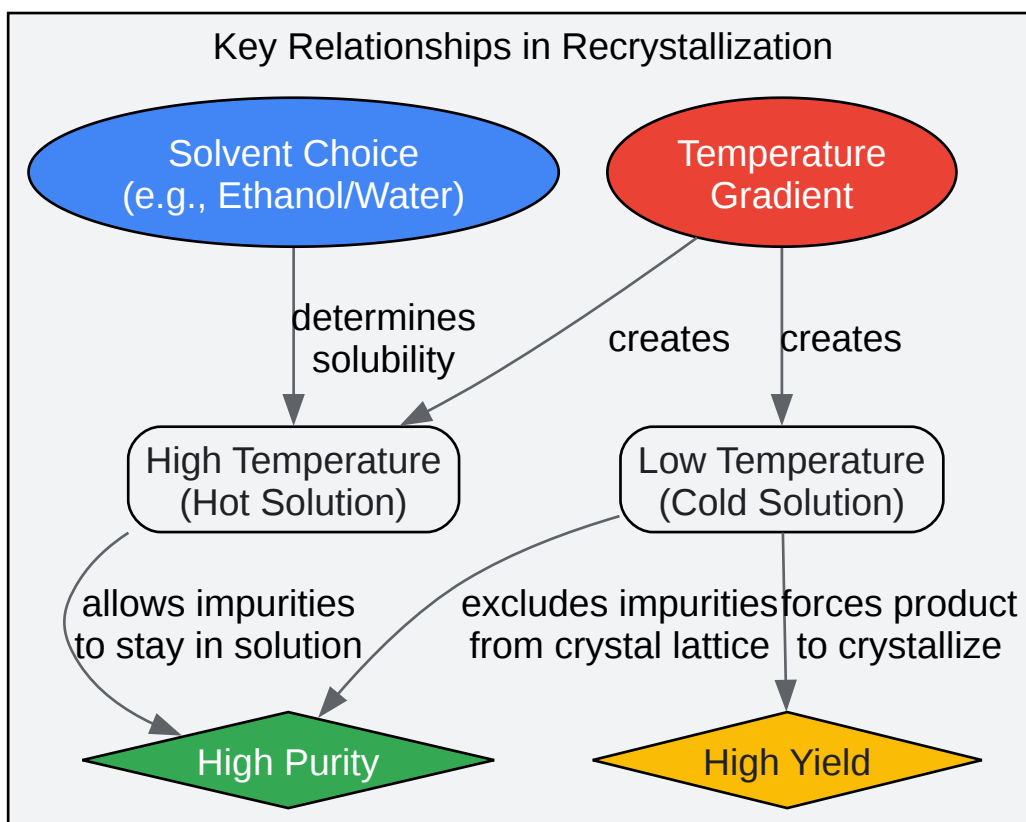 Key Relationships in Recrystallization
Solvent Choice
(e.g., Ethanol/Water)
Temperature
Gradient
determines
solubility
creates
creates
High Temperature
(Hot Solution)
Low Temperature
(Cold Solution)
allows impurities
to stay in solution
excludes impurities
from crystal lattice
forces product
to crystallize
High Purity
High Yield